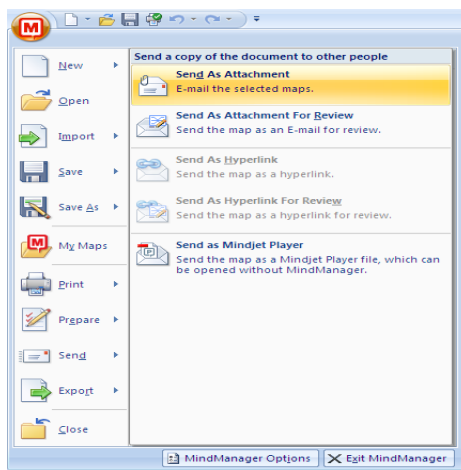 M
Send a copy of the document to other people
New
Open
Import
Save
Save As
My Maps
Print
Prepare
Send
Export
Close
Send As Attachment
E-mail the selected maps.
Send As Attachment For Review
Send the map as an E-mail for review.
Send As Hyperlink
Send the map as a hyperlink.
Send As Hyperlink For Review
Send the map as a hyperlink for review.
Send as Mindjet Player
Send the map as a Mindjet Player file, which can
be opened without MindManager.
MindManager Options
Exit MindManager